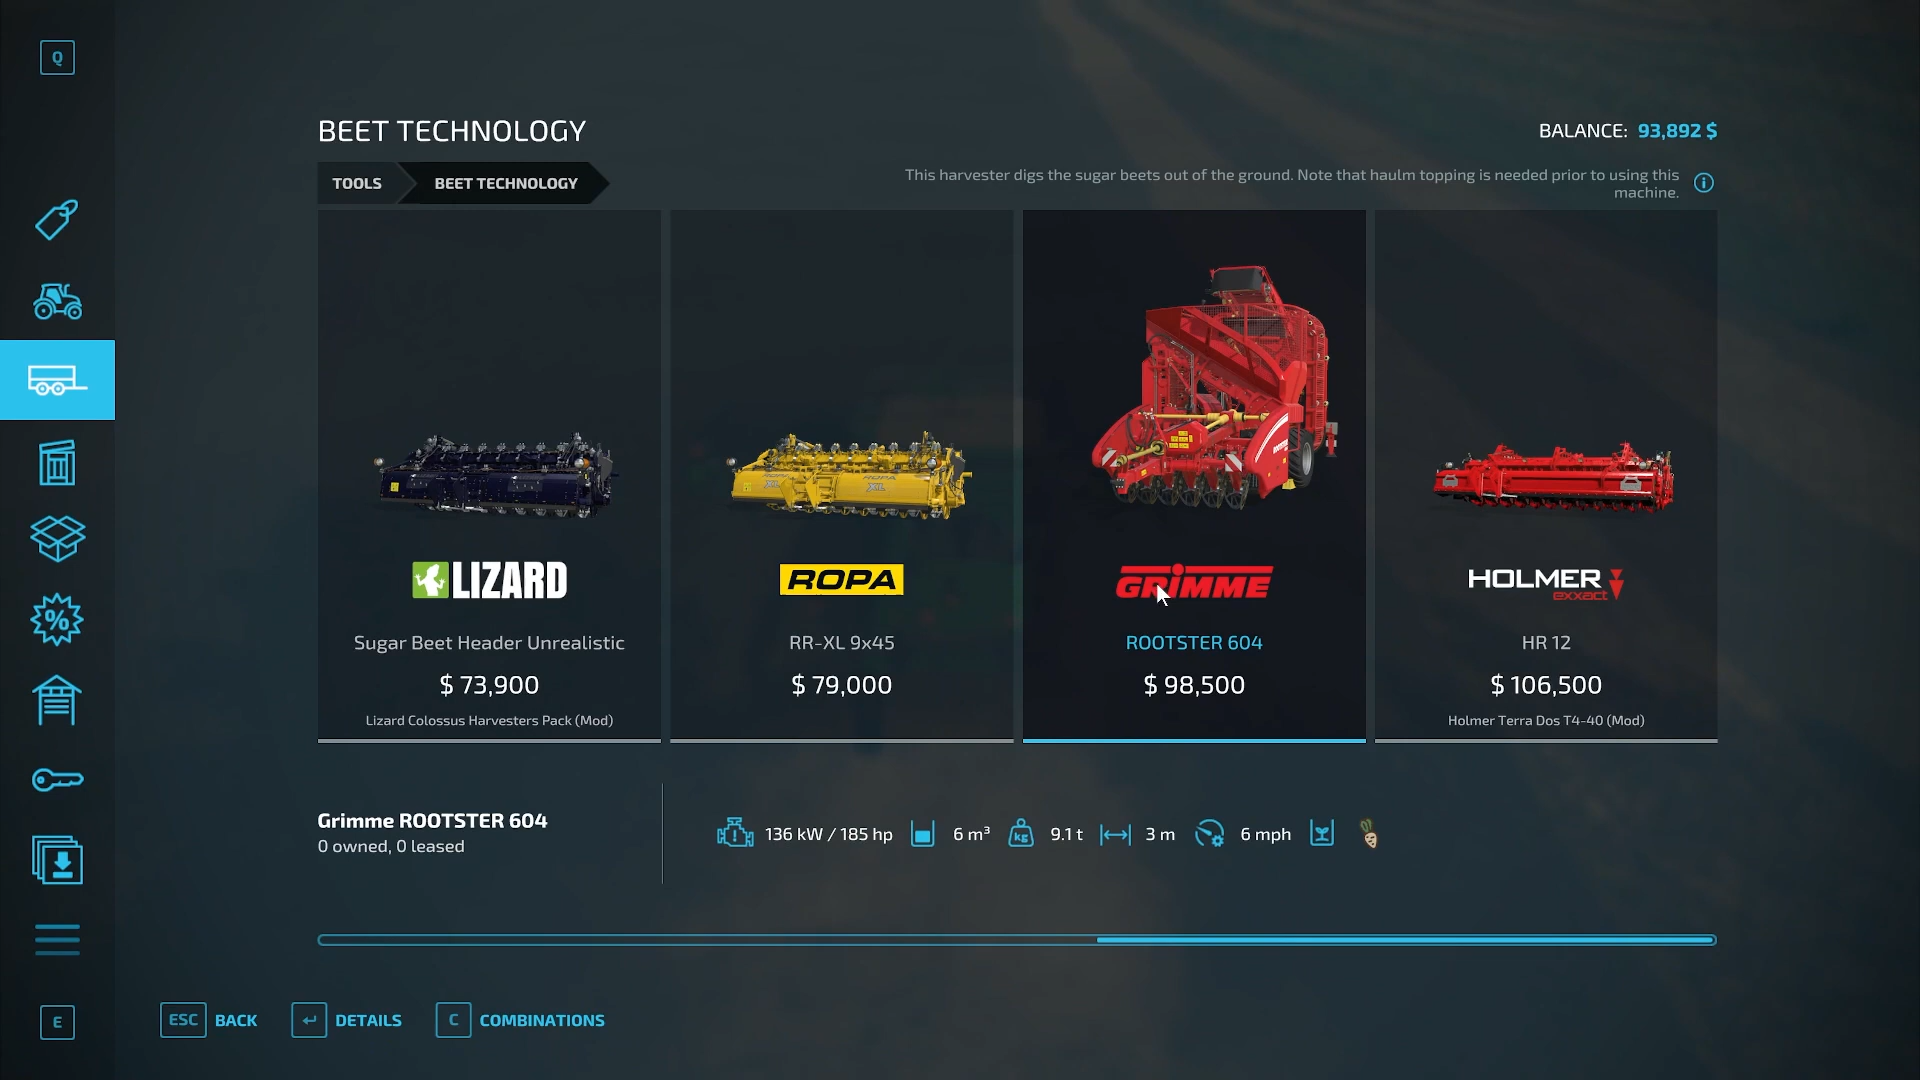 Q
BEET TECHNOLOGY
BALANCE: 93,892 $
TOOLS
BEET TECHNOLOGY
This harvester digs the sugar beets out of the ground. Note that haulm topping is needed prior to using this
machine.
LIZARD
Sugar Beet Header Unrealistic
$ 73,900
Lizard Colossus Harvesters Pack (Mod)
ROPA
RR-XL 9x45
$ 79,000
GRIMME
ROOTSTER 604
$ 98,500
HOLMER
exxact
HR 12
$ 106,500
Holmer Terra Dos T4-40 (Mod)
Grimme ROOTSTER 604
0 owned, 0 leased
136 kW / 185 hp
6 m³
kg
9.1 t
3 m
6 mph
E
ESC BACK
DETAILS
C COMBINATIONS